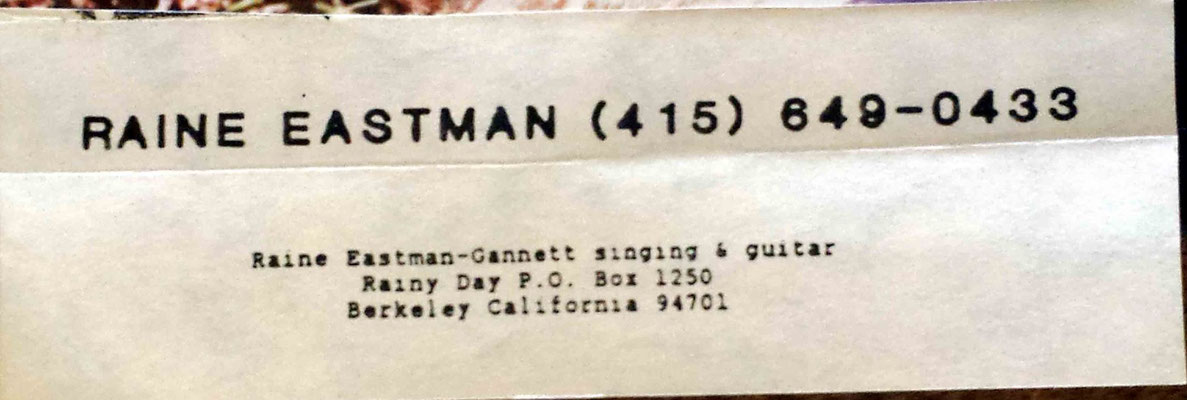 RAINE EASTMAN (415) 649-0433
Raine Eastman-Gannett singing & guitar
Rainy Day P.O. Box 1250
Berkeley California 94701